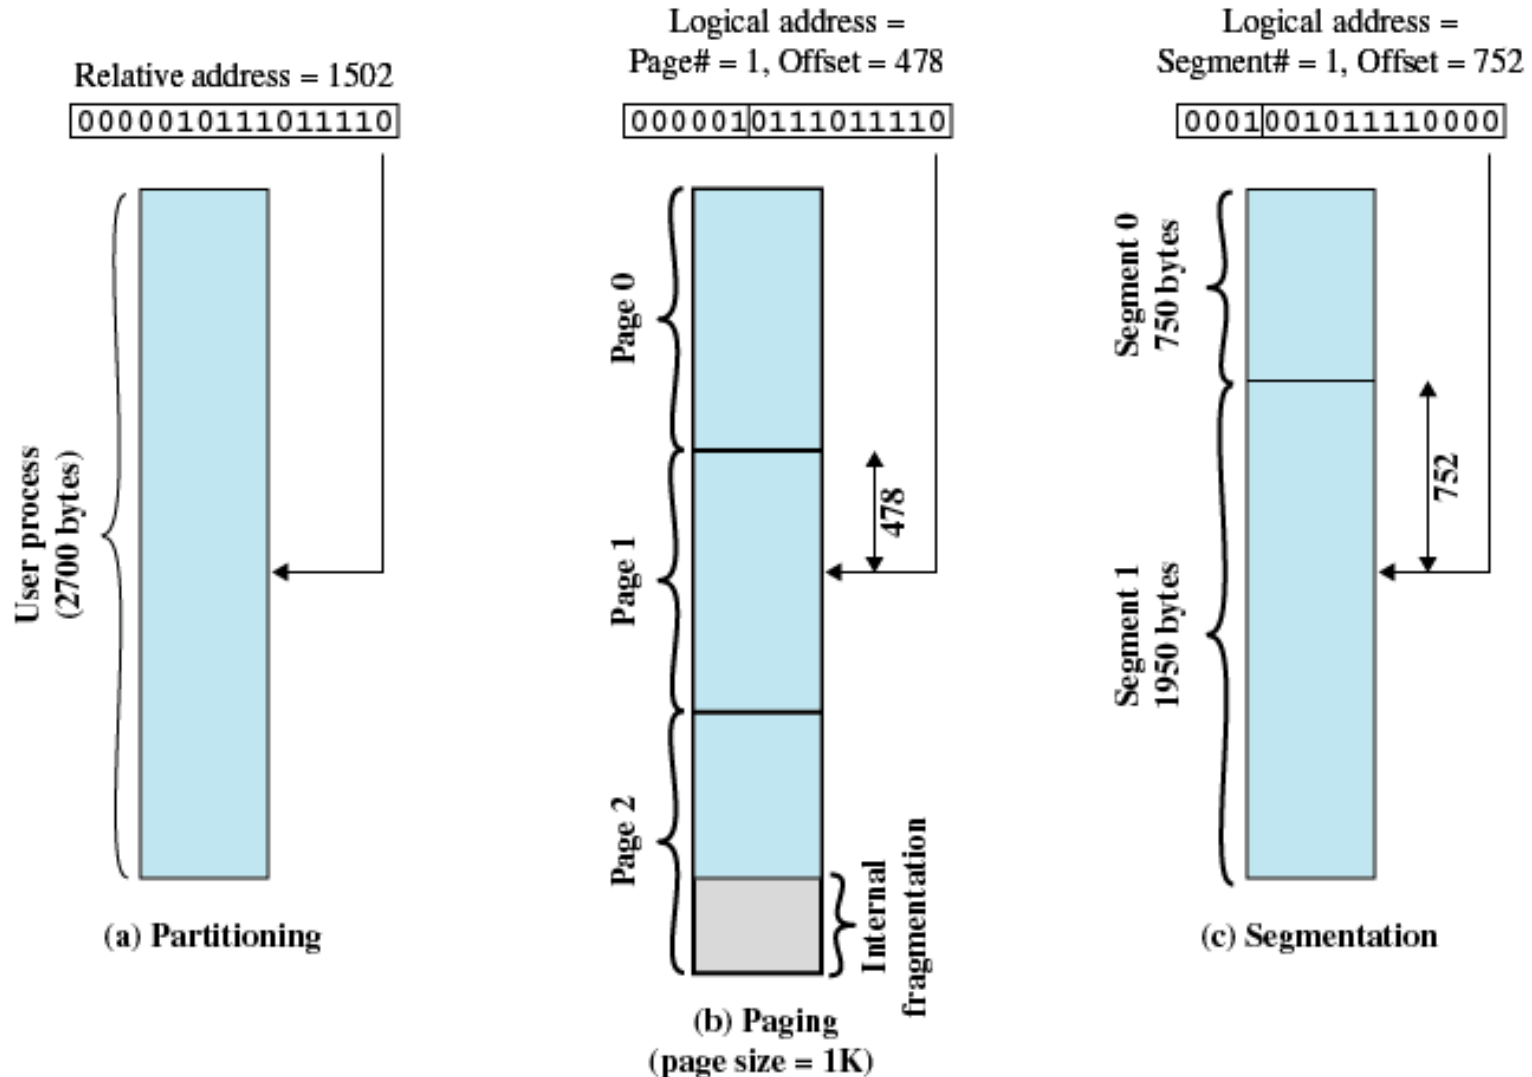 Relative address = 1502
0000010111011110
User process
(2700 bytes)
(a) Partitioning
Logical address =
Page# = 1, Offset = 478
0000010111011110
Page 0
Page 1
Page 2
478
Internal
fragmentation
(b) Paging
(page size = 1K)
Logical address =
Segment# = 1, Offset = 752
0001001011110000
Segment 0
750 bytes
Segment 1
1950 bytes
752
(c) Segmentation